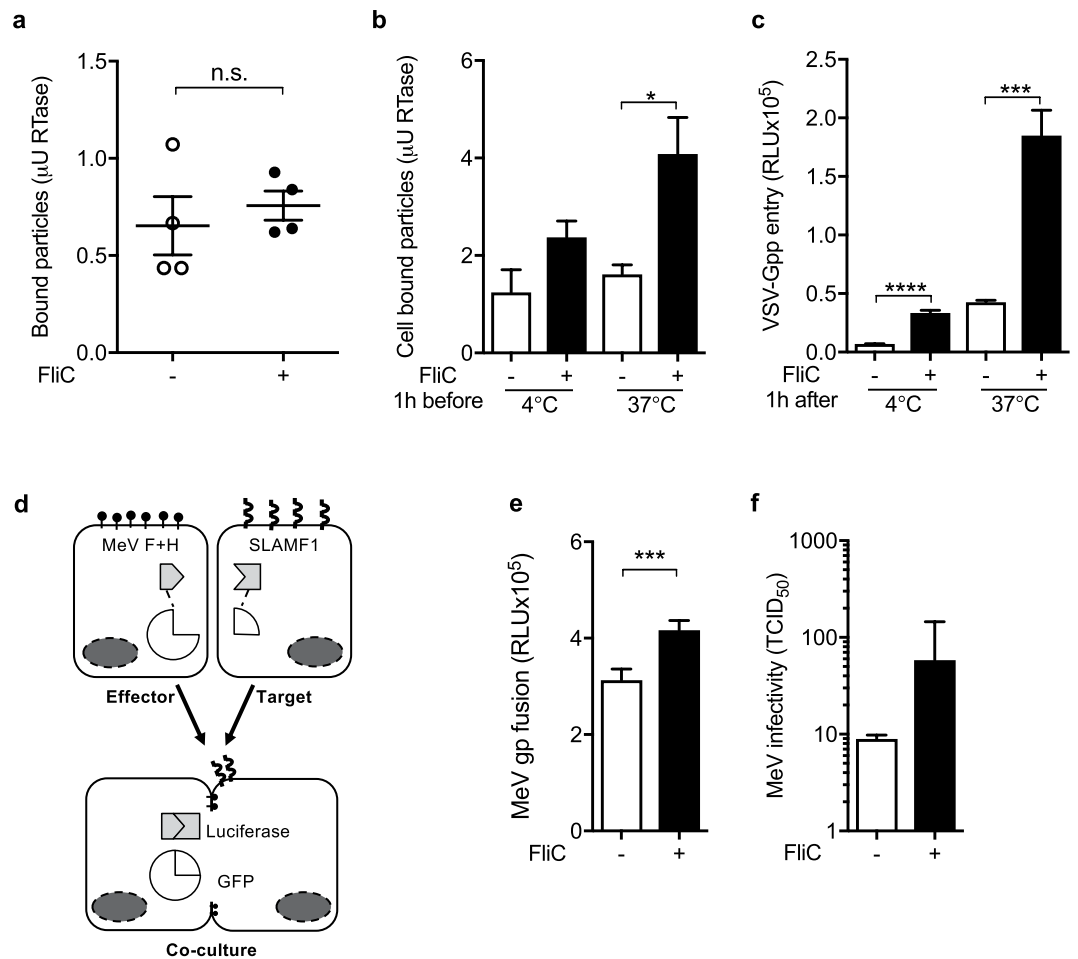 a
Bound particles (µU RTase)
1.5
1.0
0.5
0.0
n.s.
FliC - +
b
Cell bound particles (µU RTase)
6
4
2
0
*
FliC - + - +
1h before 4°C 37°C
c
VSV-Gpp entry (RLUx10⁵)
2.5
2.0
1.5
1.0
0.5
0.0
****
***
FliC - + - +
1h after 4°C 37°C
d
MeV F+H
SLAMF1
Effector
Target
Luciferase
GFP
Co-culture
e
MeV gp fusion (RLUx10⁵)
6
4
2
0
***
FliC - +
f
MeV infectivity (TCID₅₀)
1000
100
10
1
FliC - +